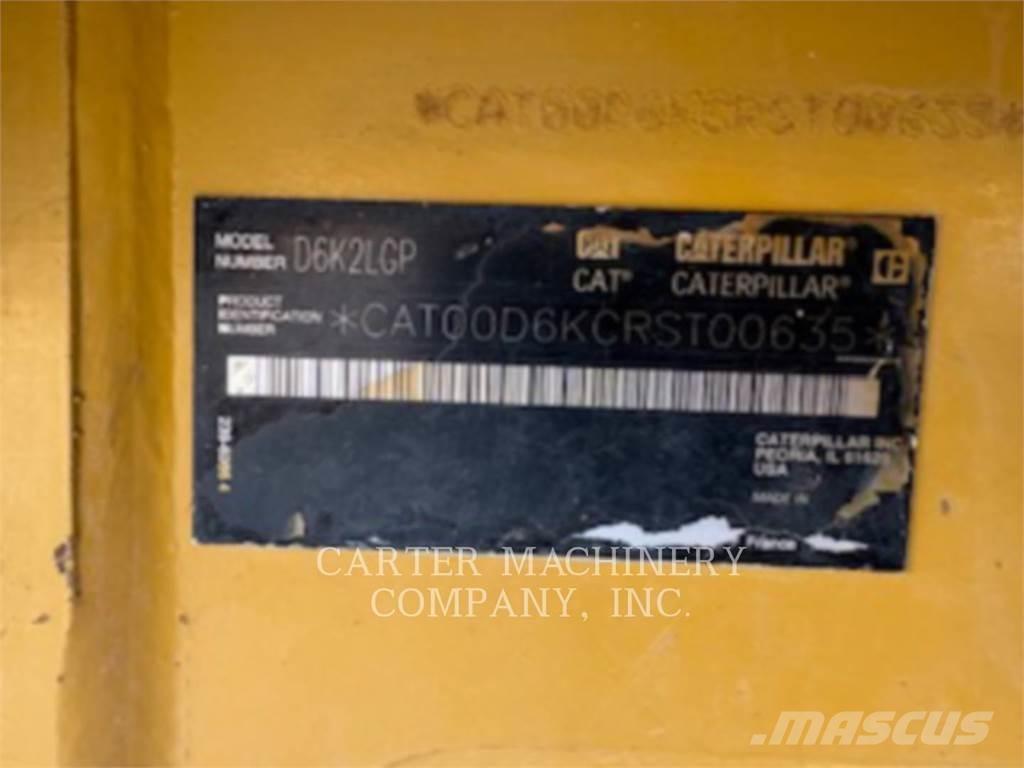 *CAT00D6KCRST00635*
MODEL NUMBER D6K2LGP
CAT CATERPILLAR®
CAT® CATERPILLAR®
PRODUCT IDENTIFICATION NUMBER *CAT00D6KCRST00635*
CATERPILLAR INC.
PEORIA, IL
USA
MADE IN
France
CARTER MACHINERY
COMPANY, INC.
MASCUS